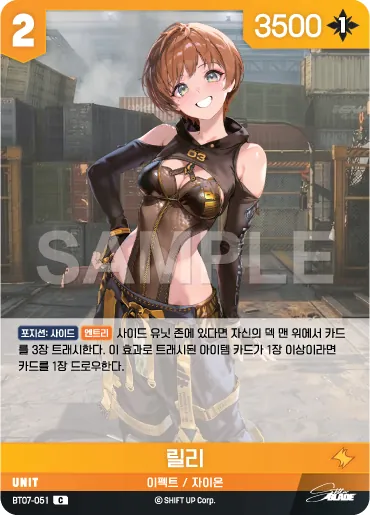 2
3500 1
03
SAMPLE
포지션: 사이드 엔트리 사이드 유닛 존에 있다면 자신의 덱 맨 위에서 카드
를 3장 트래시한다. 이 효과로 트래시된 아이템 카드가 1장 이상이라면
카드를 1장 드로우한다.
릴리
UNIT
이펙트 / 자이온
BT07-051 C
© SHIFT UP Corp.
Stellar BLADE